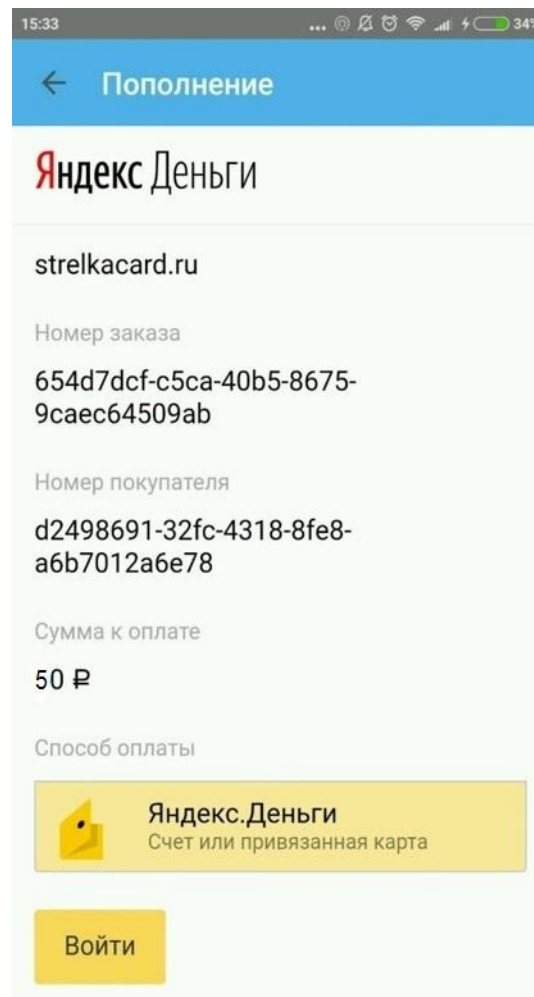 15:33 ... 34%
Пополнение
Яндекс Деньги
strelkacard.ru
Номер заказа
654d7dcf-c5ca-40b5-8675-
9caec64509ab
Номер покупателя
d2498691-32fc-4318-8fe8-
a6b7012a6e78
Сумма к оплате
50 ₽
Способ оплаты
Яндекс.Деньги
Счет или привязанная карта
Войти